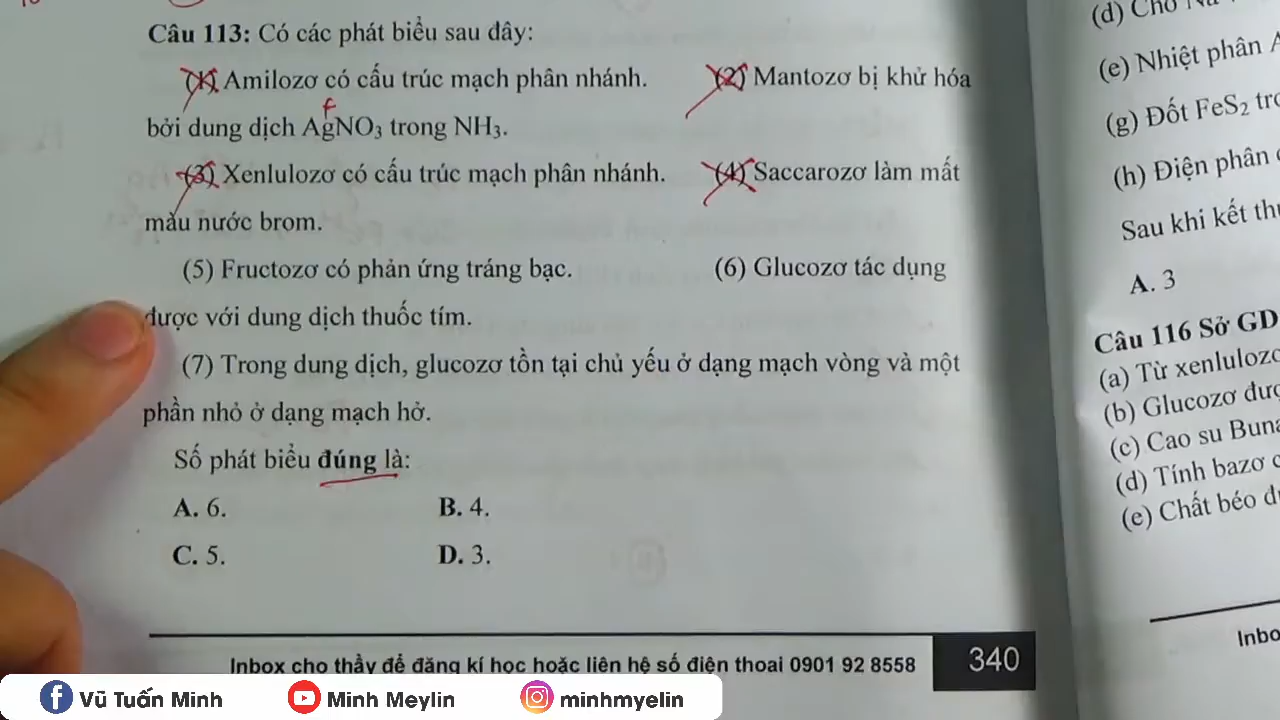 Câu 113: Có các phát biểu sau đây:
(1) Amilozơ có cấu trúc mạch phân nhánh. (2) Mantozơ bị khử hóa
bởi dung dịch AgNO₃ trong NH₃.
(3) Xenlulozơ có cấu trúc mạch phân nhánh. (4) Saccarozơ làm mất
màu nước brom.
(5) Fructozơ có phản ứng tráng bạc. (6) Glucozơ tác dụng
được với dung dịch thuốc tím.
(7) Trong dung dịch, glucozơ tồn tại chủ yếu ở dạng mạch vòng và một
phần nhỏ ở dạng mạch hở.
Số phát biểu đúng là:
A. 6. B. 4.
C. 5. D. 3.
Inbox cho thầy để đăng kí học hoặc liên hệ số điện thoại 0901 92 8558 340
(d) Cho
(e) Nhiệt phân
(g) Đốt FeS₂
(h) Điện phân
Sau khi kết
A. 3
Câu 116 Sở GD
(a) Từ
(b) Glucozơ
(c) Cao su Buna
(d) Tính bazơ
(e) Chất béo
Vũ Tuấn Minh Minh Meylin minhmyelin